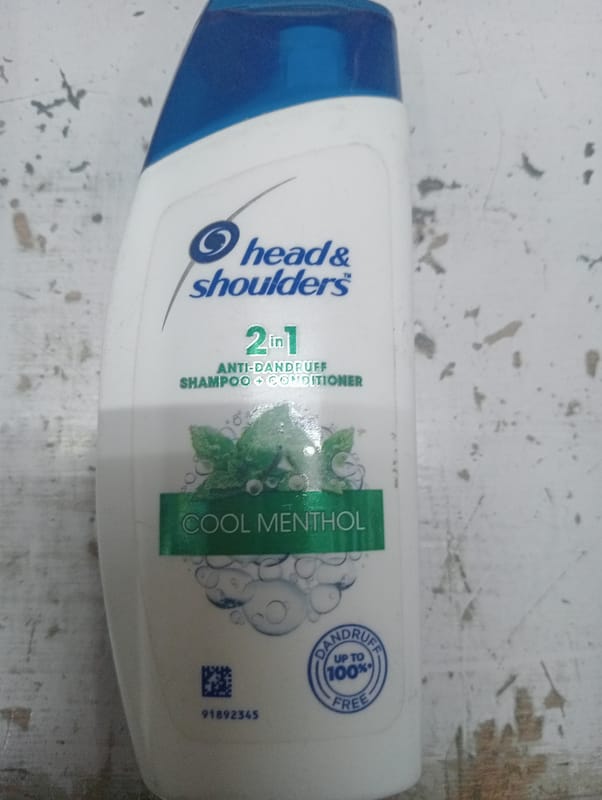 head &
shoulders™
2in1
ANTI-DANDRUFF
SHAMPOO + CONDITIONER
COOL MENTHOL
DANDRUFF
UP TO
100%*
FREE
91892345